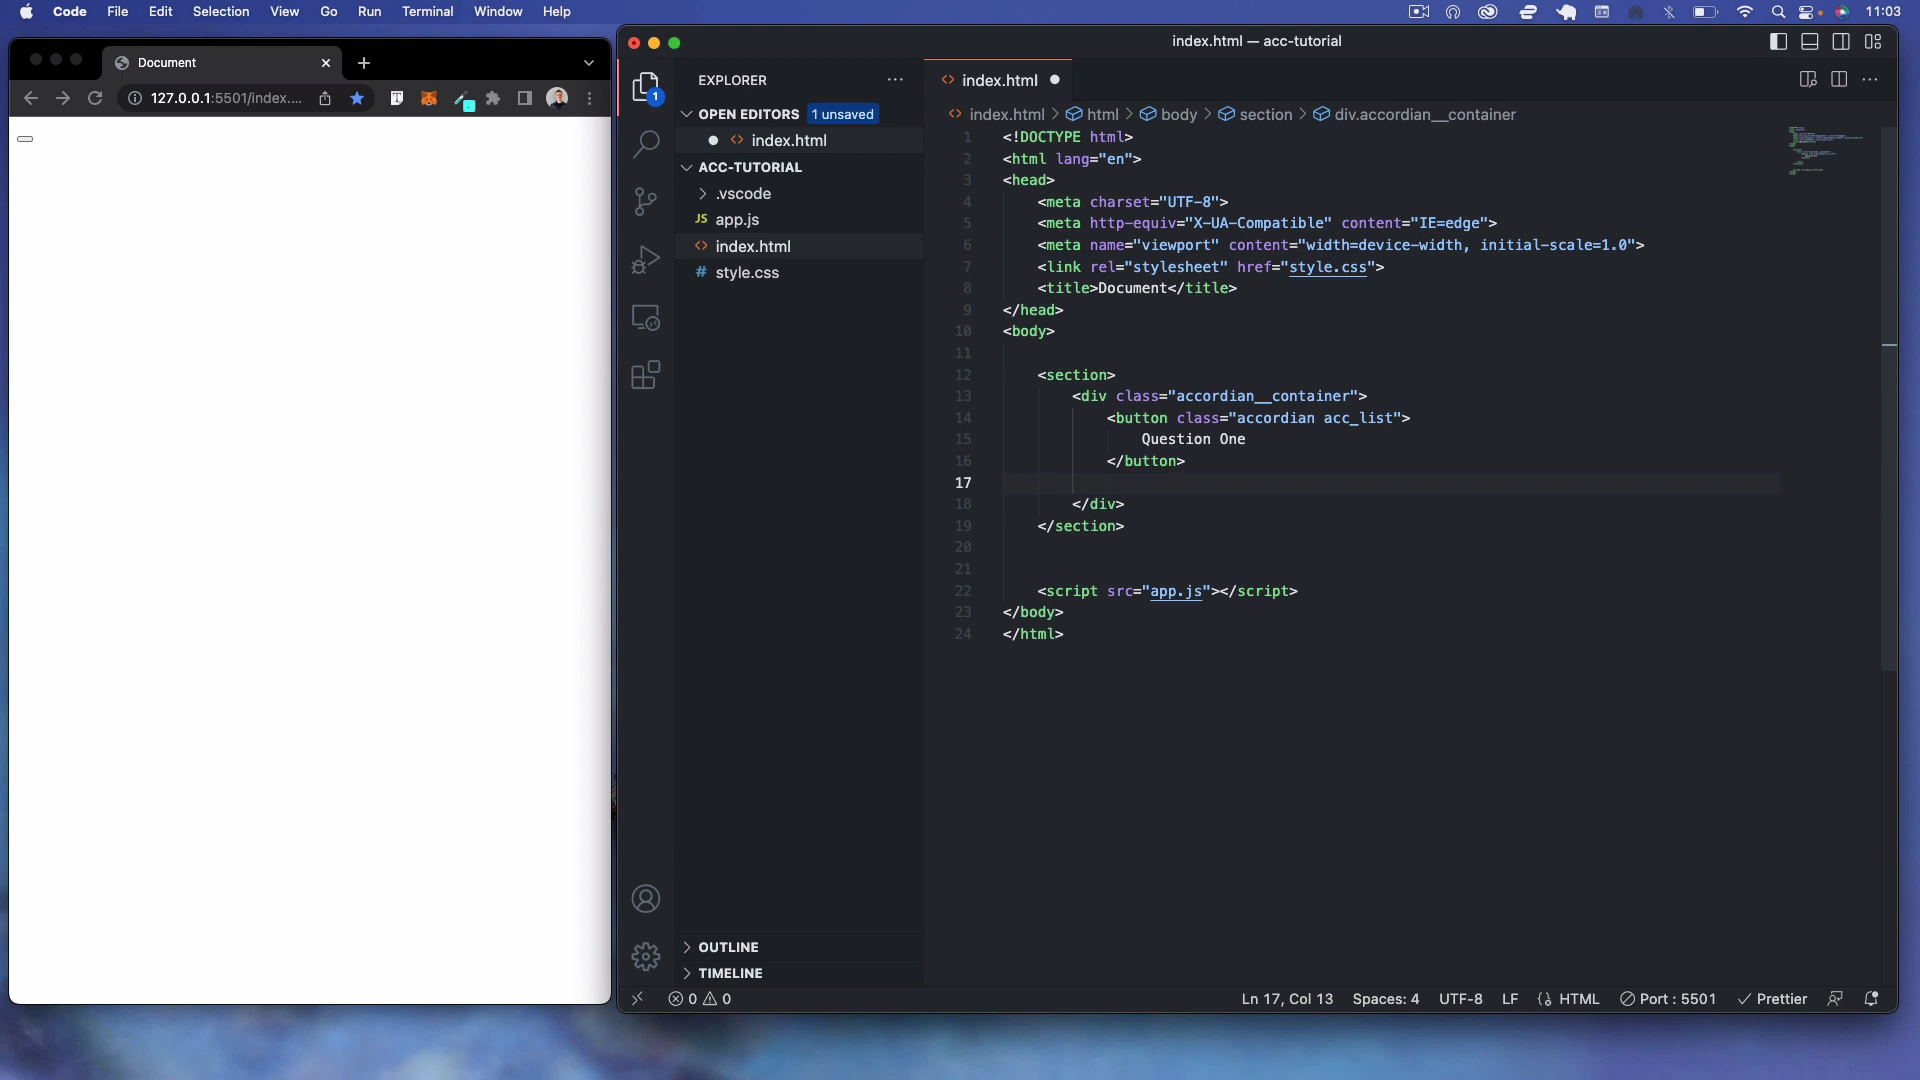 Code File Edit Selection View Go Run Terminal Window Help 11:03
Document
127.0.0.1:5501/index....
index.html — acc-tutorial
EXPLORER
1
OPEN EDITORS 1 unsaved
index.html
ACC-TUTORIAL
.vscode
JS app.js
<> index.html
# style.css
OUTLINE
TIMELINE
<> index.html
<> index.html > html > body > section > div.accordian__container
1 <!DOCTYPE html>
2 <html lang="en">
3 <head>
4 <meta charset="UTF-8">
5 <meta http-equiv="X-UA-Compatible" content="IE=edge">
6 <meta name="viewport" content="width=device-width, initial-scale=1.0">
7 <link rel="stylesheet" href="style.css">
8 <title>Document</title>
9 </head>
10 <body>
11
12 <section>
13 <div class="accordian__container">
14 <button class="accordian acc_list">
15 Question One
16 </button>
17
18 </div>
19 </section>
20
21
22 <script src="app.js"></script>
23 </body>
24 </html>
0 0 Ln 17, Col 13 Spaces: 4 UTF-8 LF {} HTML Port : 5501 Prettier